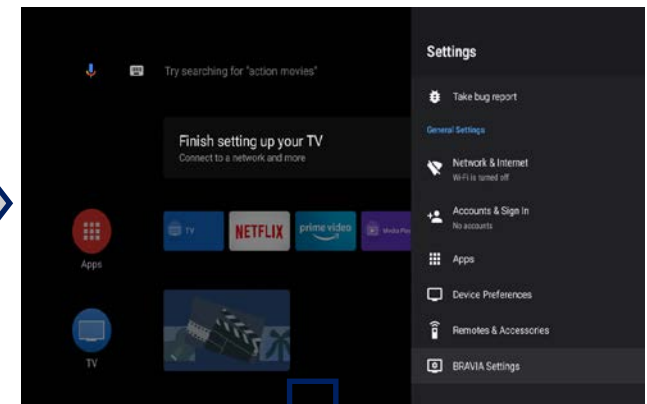 Settings
Try searching for "action movies"
Take bug report
General Settings
Finish setting up your TV
Connect to a network and more
Network & Internet
Wi-Fi is turned off
Accounts & Sign In
No accounts
TV
NETFLIX
prime video
Media Play
Apps
Apps
Device Preferences
Remotes & Accessories
TV
BRAVIA Settings